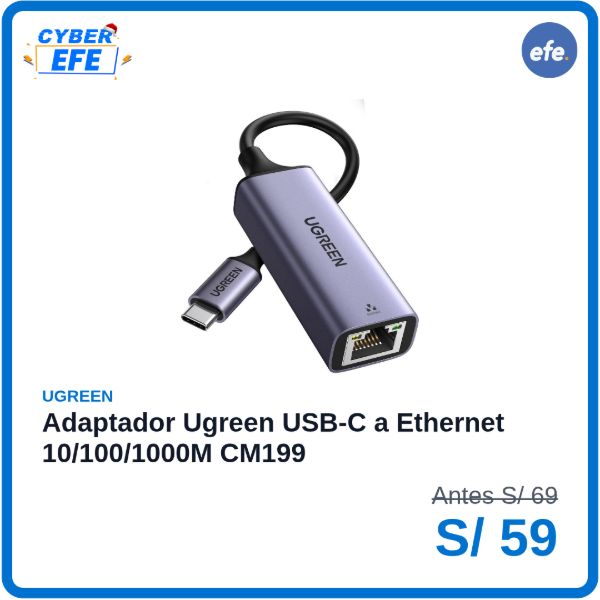 CYBER
EFE
efe.
UGREEN
UGREEN
UGREEN
Adaptador Ugreen USB-C a Ethernet
10/100/1000M CM199
Antes S/ 69
S/ 59